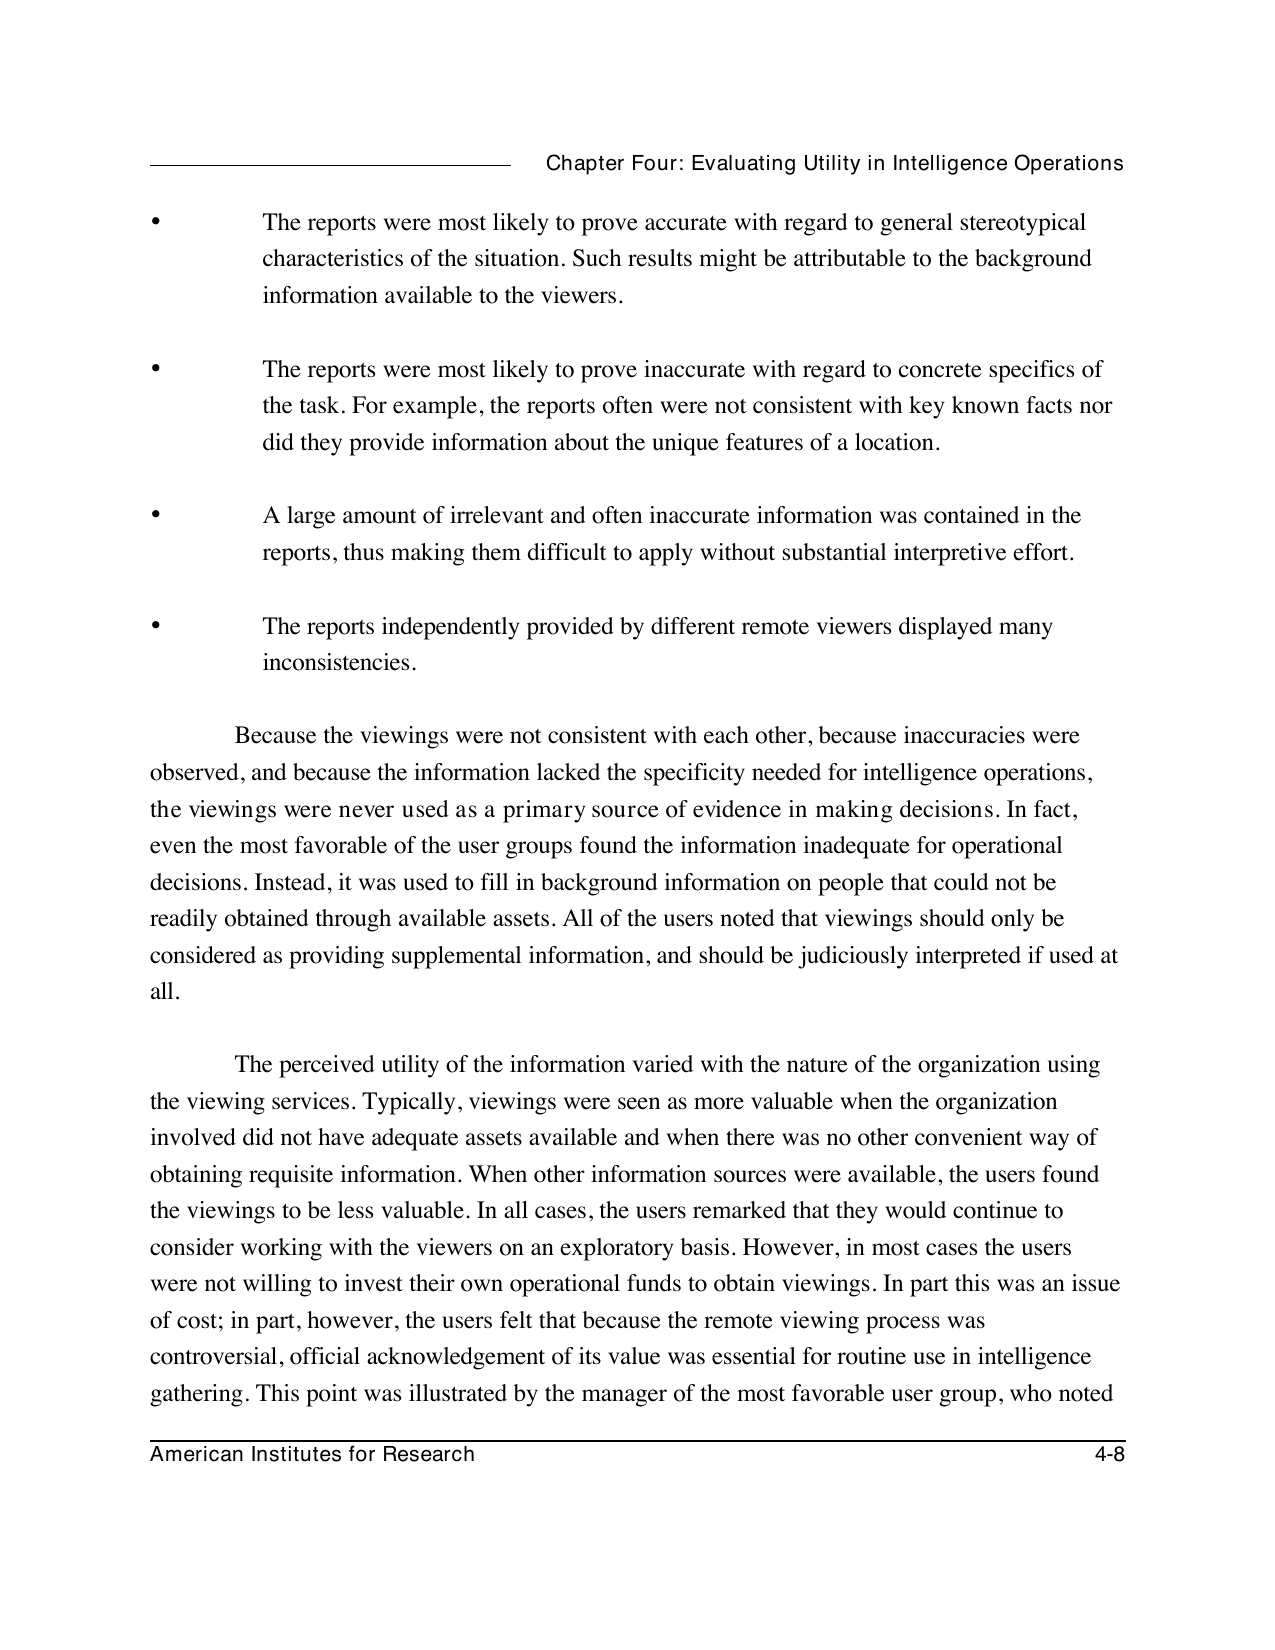 Chapter Four: Evaluating Utility in Intelligence Operations
• The reports were most likely to prove accurate with regard to general stereotypical
characteristics of the situation. Such results might be attributable to the background
information available to the viewers.
• The reports were most likely to prove inaccurate with regard to concrete specifics of
the task. For example, the reports often were not consistent with key known facts nor
did they provide information about the unique features of a location.
• A large amount of irrelevant and often inaccurate information was contained in the
reports, thus making them difficult to apply without substantial interpretive effort.
• The reports independently provided by different remote viewers displayed many
inconsistencies.
Because the viewings were not consistent with each other, because inaccuracies were
observed, and because the information lacked the specificity needed for intelligence operations,
the viewings were never used as a primary source of evidence in making decisions. In fact,
even the most favorable of the user groups found the information inadequate for operational
decisions. Instead, it was used to fill in background information on people that could not be
readily obtained through available assets. All of the users noted that viewings should only be
considered as providing supplemental information, and should be judiciously interpreted if used at
all.
The perceived utility of the information varied with the nature of the organization using
the viewing services. Typically, viewings were seen as more valuable when the organization
involved did not have adequate assets available and when there was no other convenient way of
obtaining requisite information. When other information sources were available, the users found
the viewings to be less valuable. In all cases, the users remarked that they would continue to
consider working with the viewers on an exploratory basis. However, in most cases the users
were not willing to invest their own operational funds to obtain viewings. In part this was an issue
of cost; in part, however, the users felt that because the remote viewing process was
controversial, official acknowledgement of its value was essential for routine use in intelligence
gathering. This point was illustrated by the manager of the most favorable user group, who noted
American Institutes for Research 4-8